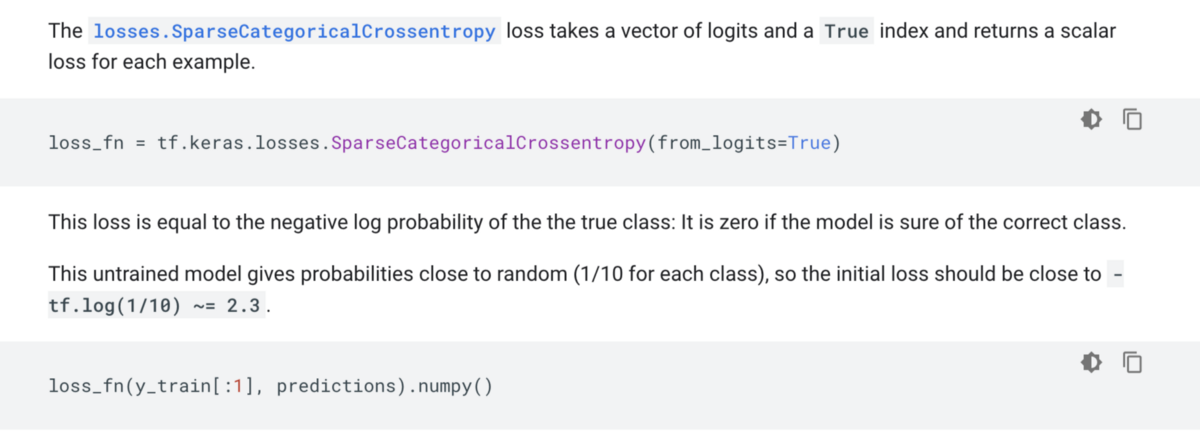 The losses.SparseCategoricalCrossentropy loss takes a vector of logits and a True index and returns a scalar
loss for each example.
loss_fn = tf.keras.losses.SparseCategoricalCrossentropy(from_logits=True)
This loss is equal to the negative log probability of the the true class: It is zero if the model is sure of the correct class.
This untrained model gives probabilities close to random (1/10 for each class), so the initial loss should be close to -
tf.log(1/10) ~= 2.3 .
loss_fn(y_train[:1], predictions).numpy()